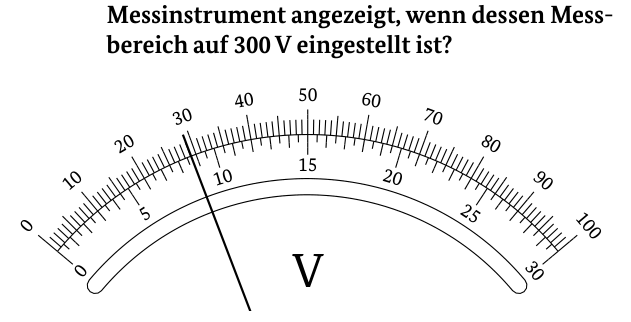 Messinstrument angezeigt, wenn dessen Mess-
bereich auf 300 V eingestellt ist?
0 10 20 30 40 50 60 70 80 90 100
0 5 10 15 20 25 30
V